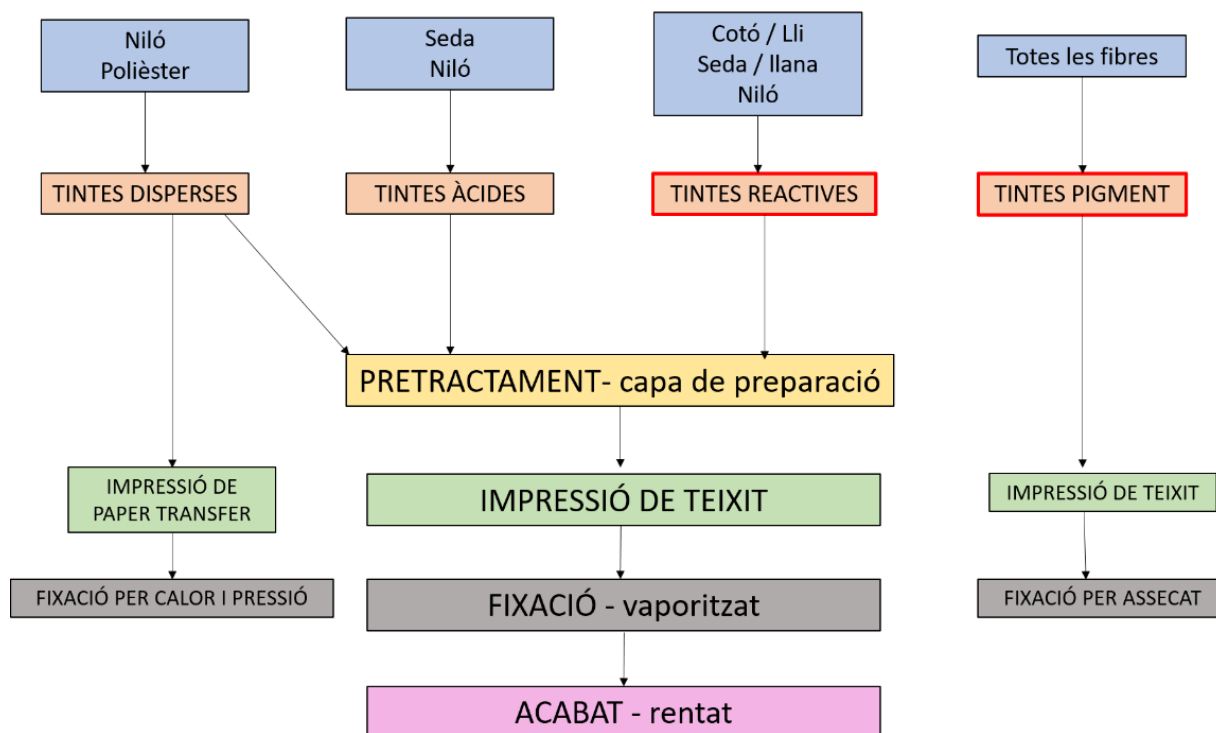 Niló
Polièster
Seda
Niló
Cotó / Lli
Seda / llana
Niló
Totes les fibres
TINTES DISPERSES
TINTES ÀCIDES
TINTES REACTIVES
TINTES PIGMENT
PRETRACTAMENT- capa de preparació
IMPRESSIÓ DE
PAPER TRANSFER
IMPRESSIÓ DE TEIXIT
IMPRESSIÓ DE TEIXIT
FIXACIÓ PER CALOR I PRESSIÓ
FIXACIÓ - vaporitzat
FIXACIÓ PER ASSECAT
ACABAT - rentat